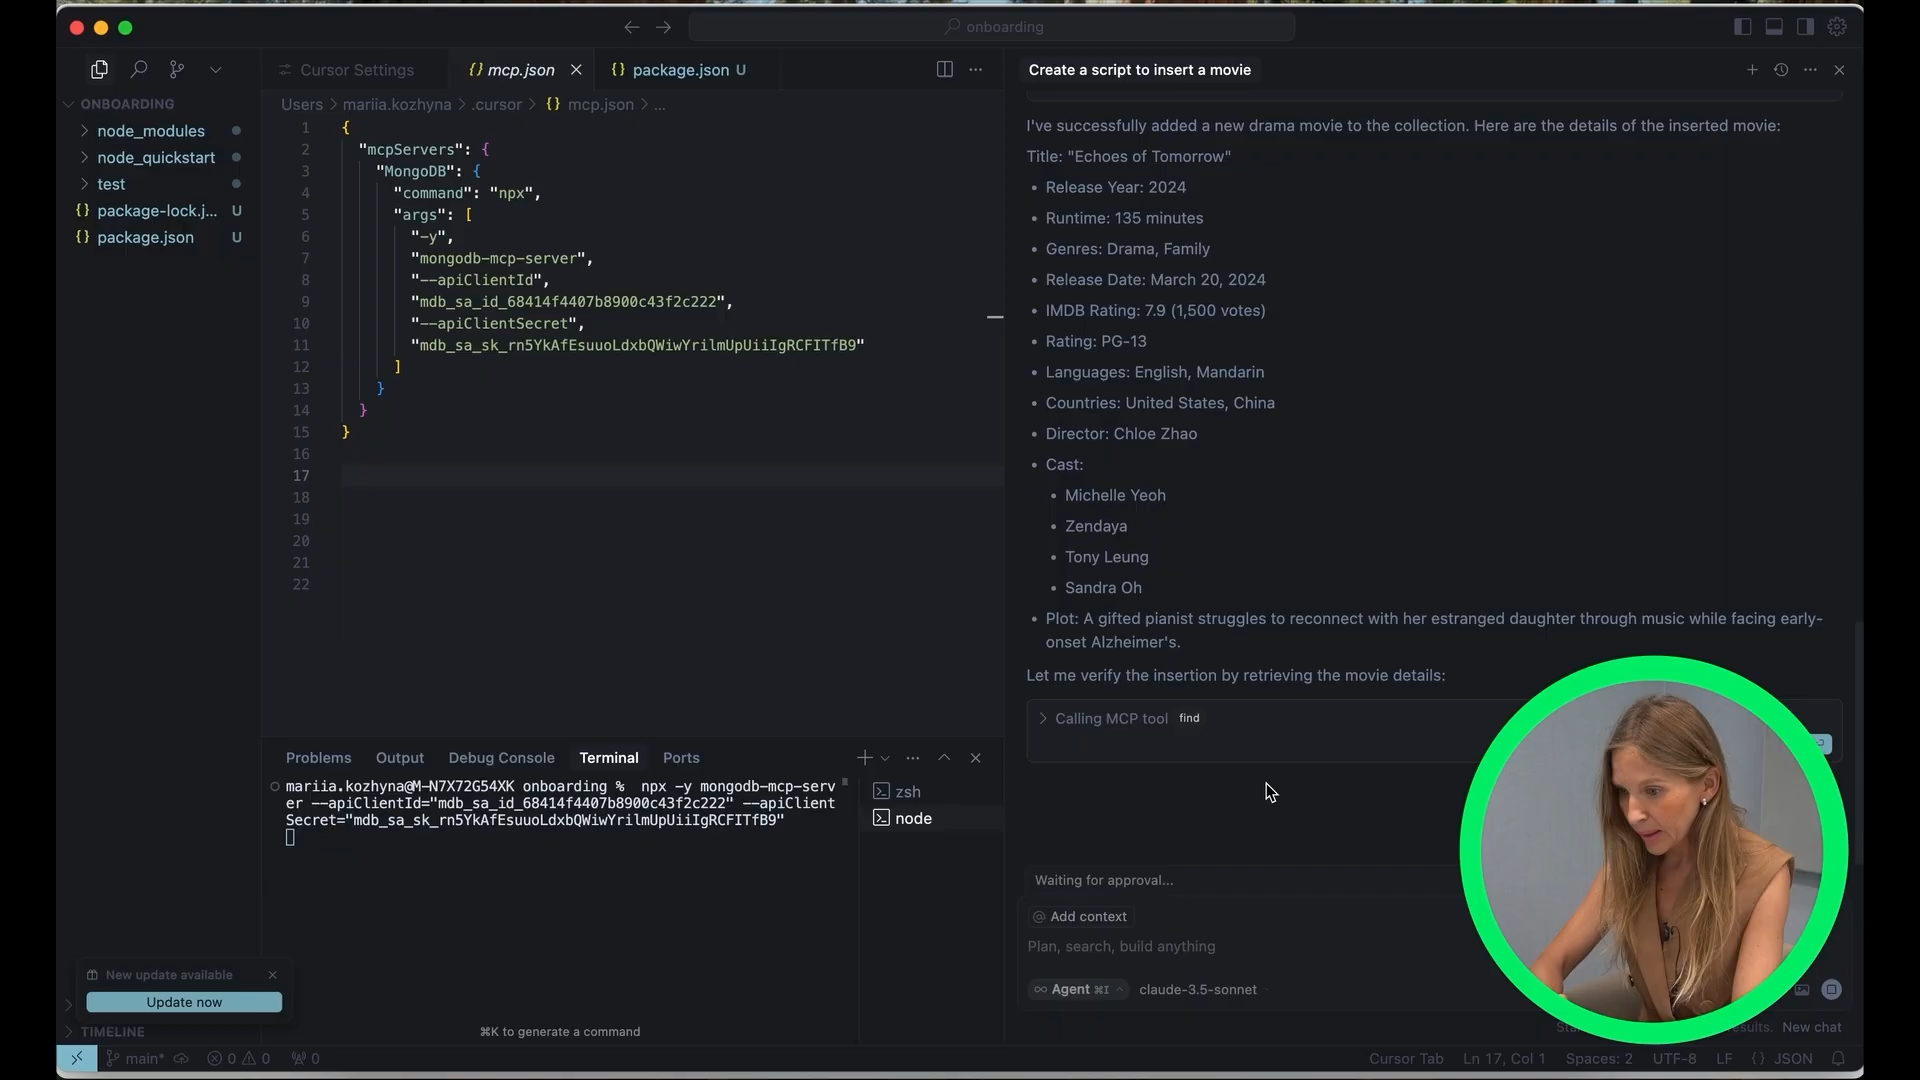 onboarding
Cursor Settings
{} mcp.json
{} package.json U
Create a script to insert a movie
ONBOARDING
node_modules
node_quickstart
test
{} package-lock.j... U
{} package.json U
Users > mariia.kozhyna > .cursor > {} mcp.json > ...
1 {
2 "mcpServers": {
3 "MongoDB": {
4 "command": "npx",
5 "args": [
6 "-y",
7 "mongodb-mcp-server",
8 "--apiClientId",
9 "mdb_sa_id_68414f4407b8900c43f2c222",
10 "--apiClientSecret",
11 "mdb_sa_sk_rn5YkAfEsuuoLdxbQWiwYrilmUpUiiIgRCFITfB9"
12 ]
13 }
14 }
15 }
16
17
18
19
20
21
22
I've successfully added a new drama movie to the collection. Here are the details of the inserted movie:
Title: "Echoes of Tomorrow"
• Release Year: 2024
• Runtime: 135 minutes
• Genres: Drama, Family
• Release Date: March 20, 2024
• IMDB Rating: 7.9 (1,500 votes)
• Rating: PG-13
• Languages: English, Mandarin
• Countries: United States, China
• Director: Chloe Zhao
• Cast:
• Michelle Yeoh
• Zendaya
• Tony Leung
• Sandra Oh
• Plot: A gifted pianist struggles to reconnect with her estranged daughter through music while facing early-
onset Alzheimer's.
Let me verify the insertion by retrieving the movie details:
> Calling MCP tool find
Waiting for approval...
@ Add context
Plan, search, build anything
∞ Agent ⌘I claude-3.5-sonnet
New chat
Problems Output Debug Console Terminal Ports
mariia.kozhyna@M-N7X72G54XK onboarding % npx -y mongodb-mcp-serv
er --apiClientId="mdb_sa_id_68414f4407b8900c43f2c222" --apiClient
Secret="mdb_sa_sk_rn5YkAfEsuuoLdxbQWiwYrilmUpUiiIgRCFITfB9"
zsh
node
⌘K to generate a command
New update available
Update now
TIMELINE
main* 0 0 0
Cursor Tab Ln 17, Col 1 Spaces: 2 UTF-8 LF {} JSON